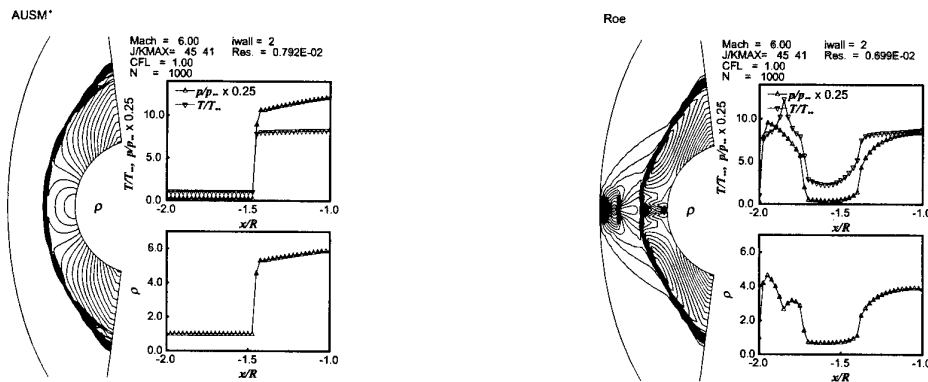 AUSM⁺
Mach = 6.00 iwall = 2
J/KMAX= 45 41 Res. = 0.792E-02
CFL = 1.00
N = 1000
p/p∞ x 0.25
T/T∞
T/T∞, p/p∞ x 0.25
10.0
5.0
0.0
-2.0 -1.5 -1.0
x/R
ρ
ρ
6.0
4.0
2.0
0.0
-2.0 -1.5 -1.0
x/R
Roe
Mach = 6.00 iwall = 2
J/KMAX= 45 41 Res. = 0.699E-02
CFL = 1.00
N = 1000
p/p∞ x 0.25
T/T∞
T/T∞, p/p∞ x 0.25
10.0
5.0
0.0
-2.0 -1.5 -1.0
x/R
ρ
ρ
6.0
4.0
2.0
0.0
-2.0 -1.5 -1.0
x/R